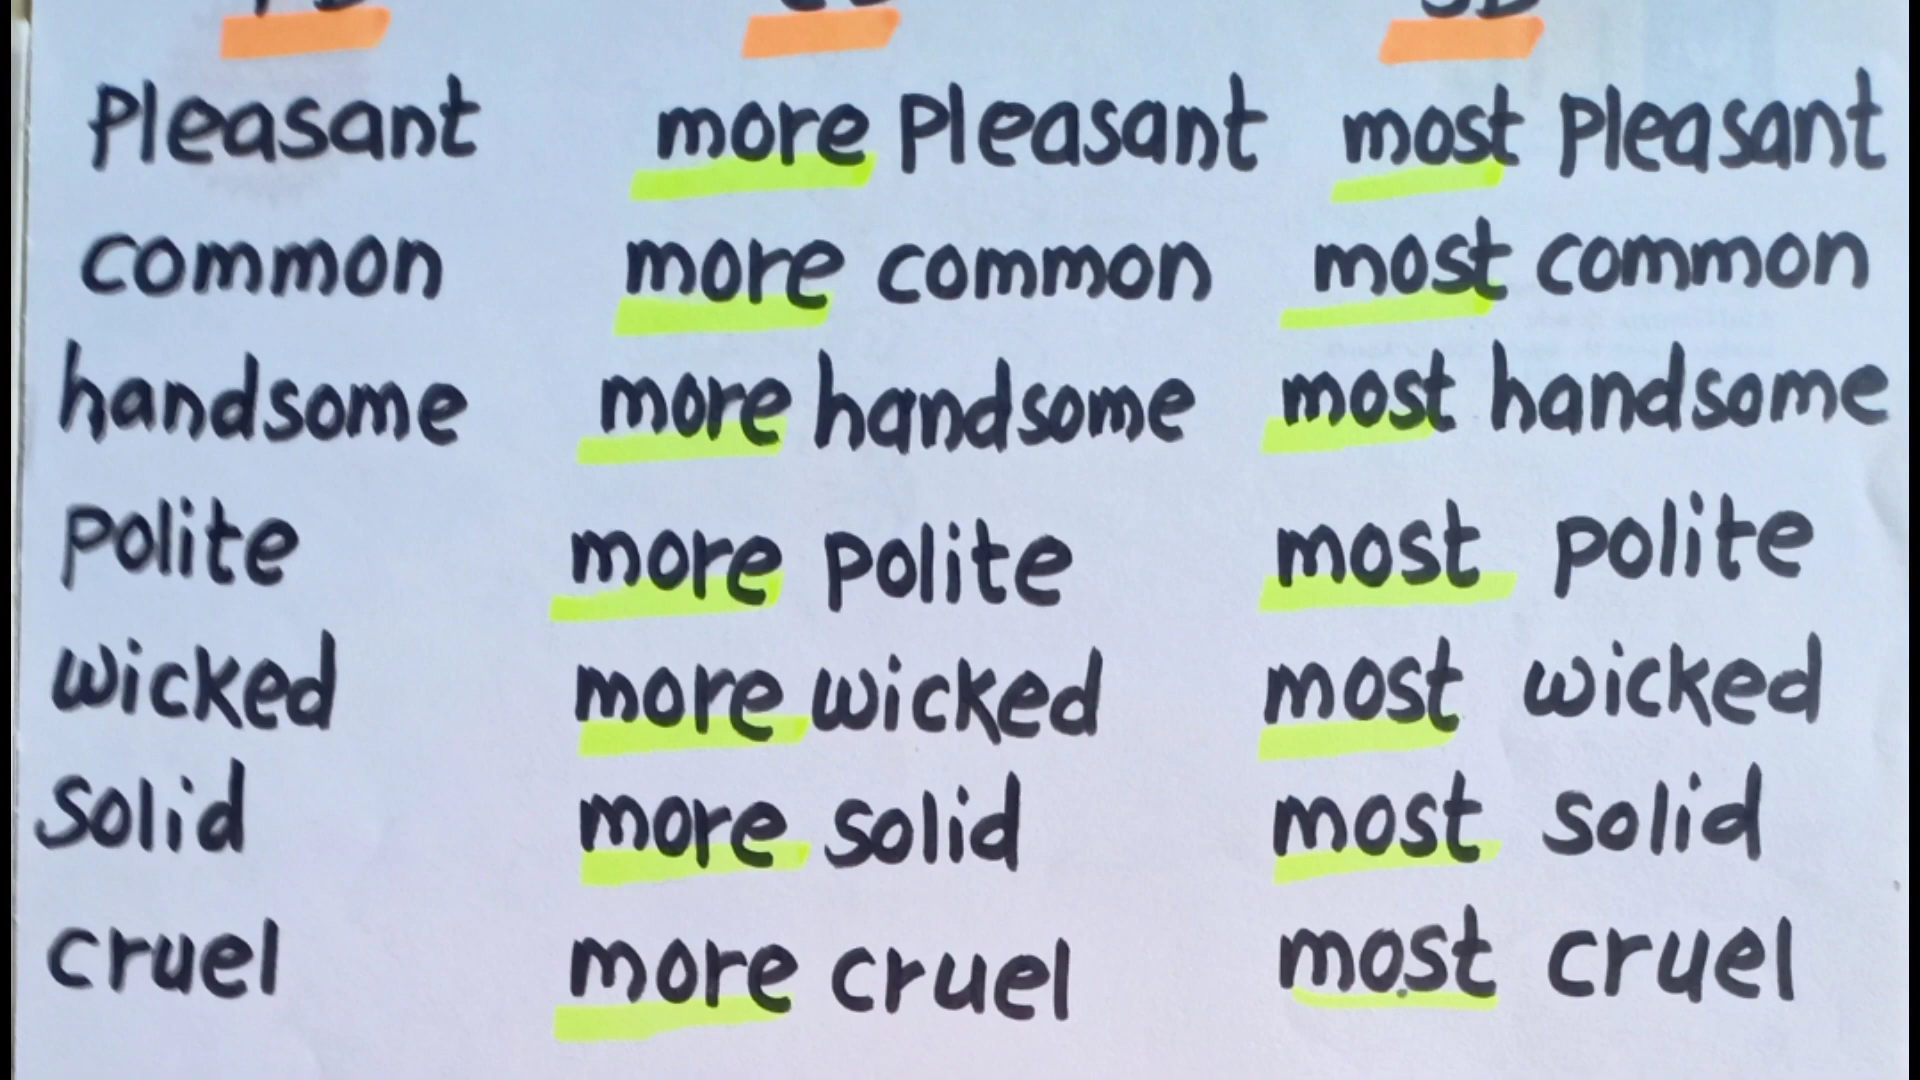 Pleasant more Pleasant most Pleasant
common more common most common
handsome more handsome most handsome
polite more polite most polite
wicked more wicked most wicked
solid more solid most solid
cruel more cruel most cruel